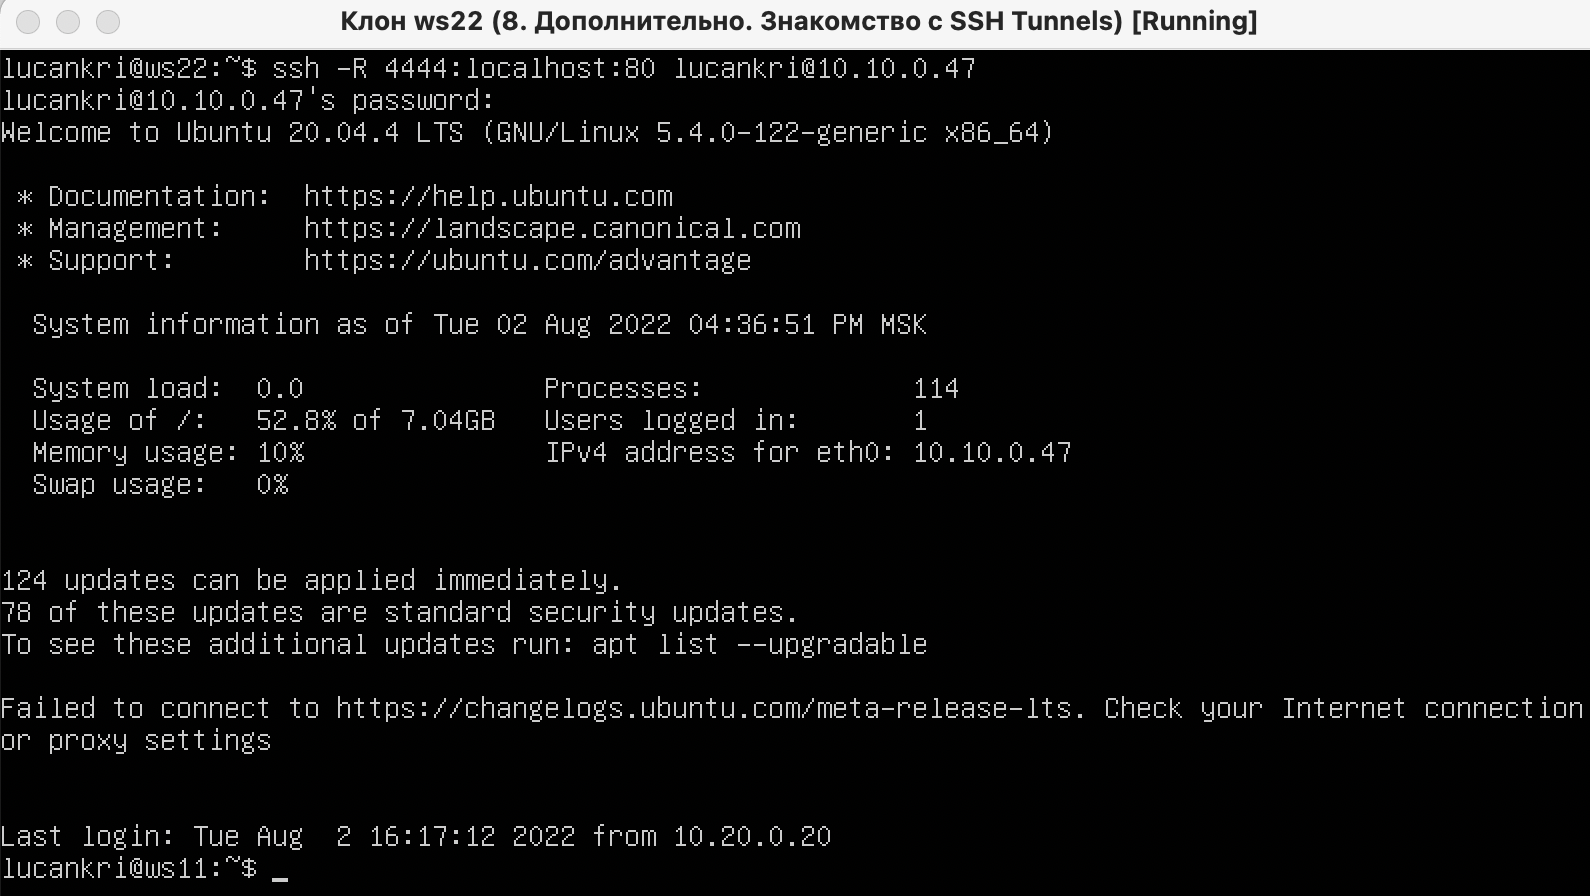 Клон ws22 (8. Дополнительно. Знакомство с SSH Tunnels) [Running]
lucankri@ws22:~$ ssh -R 4444:localhost:80 lucankri@10.10.0.47
lucankri@10.10.0.47's password:
Welcome to Ubuntu 20.04.4 LTS (GNU/Linux 5.4.0-122-generic x86_64)
* Documentation:  https://help.ubuntu.com
* Management:     https://landscape.canonical.com
* Support:        https://ubuntu.com/advantage
System information as of Tue 02 Aug 2022 04:36:51 PM MSK
System load:  0.0               Processes:             114
Usage of /:   52.8% of 7.04GB   Users logged in:       1
Memory usage: 10%               IPv4 address for eth0: 10.10.0.47
Swap usage:   0%
124 updates can be applied immediately.
78 of these updates are standard security updates.
To see these additional updates run: apt list --upgradable
Failed to connect to https://changelogs.ubuntu.com/meta-release-lts. Check your Internet connection
or proxy settings
Last login: Tue Aug  2 16:17:12 2022 from 10.20.0.20
lucankri@ws11:~$ _